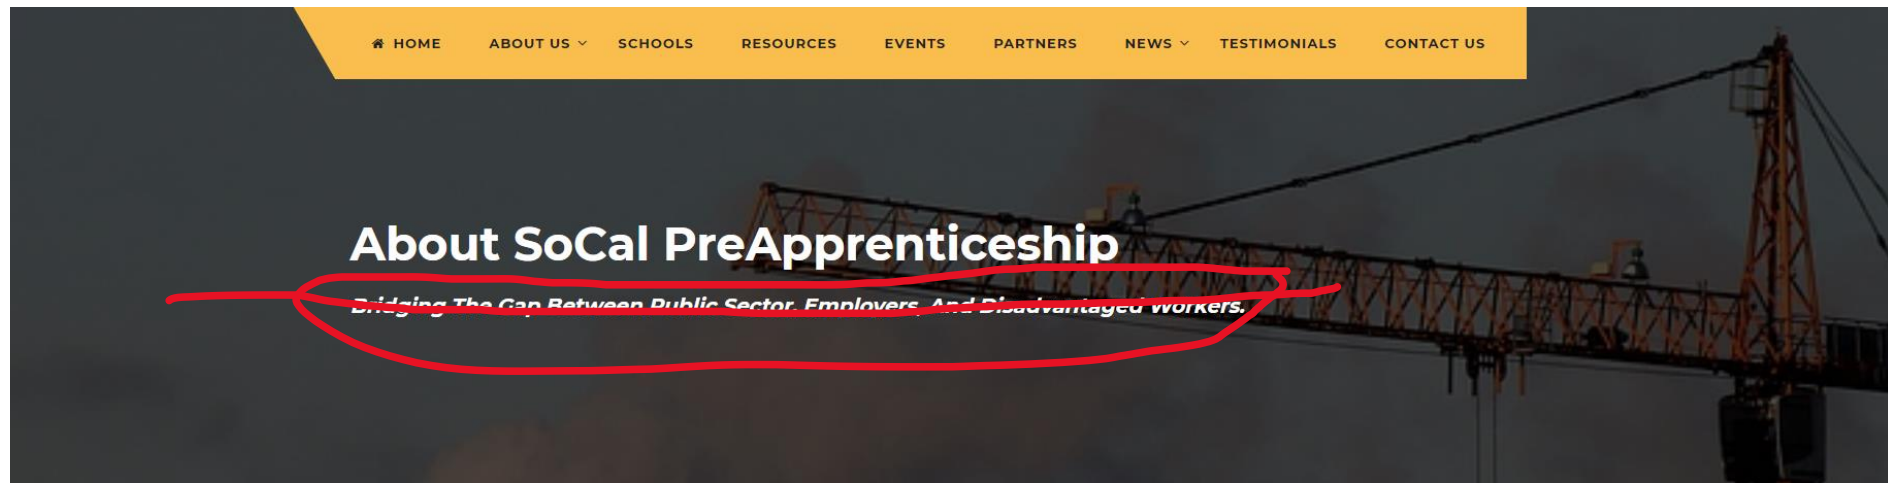 HOME ABOUT US SCHOOLS RESOURCES EVENTS PARTNERS NEWS TESTIMONIALS CONTACT US
About SoCal PreApprenticeship
Bridging The Gap Between Public Sector, Employers, And Disadvantaged Workers.